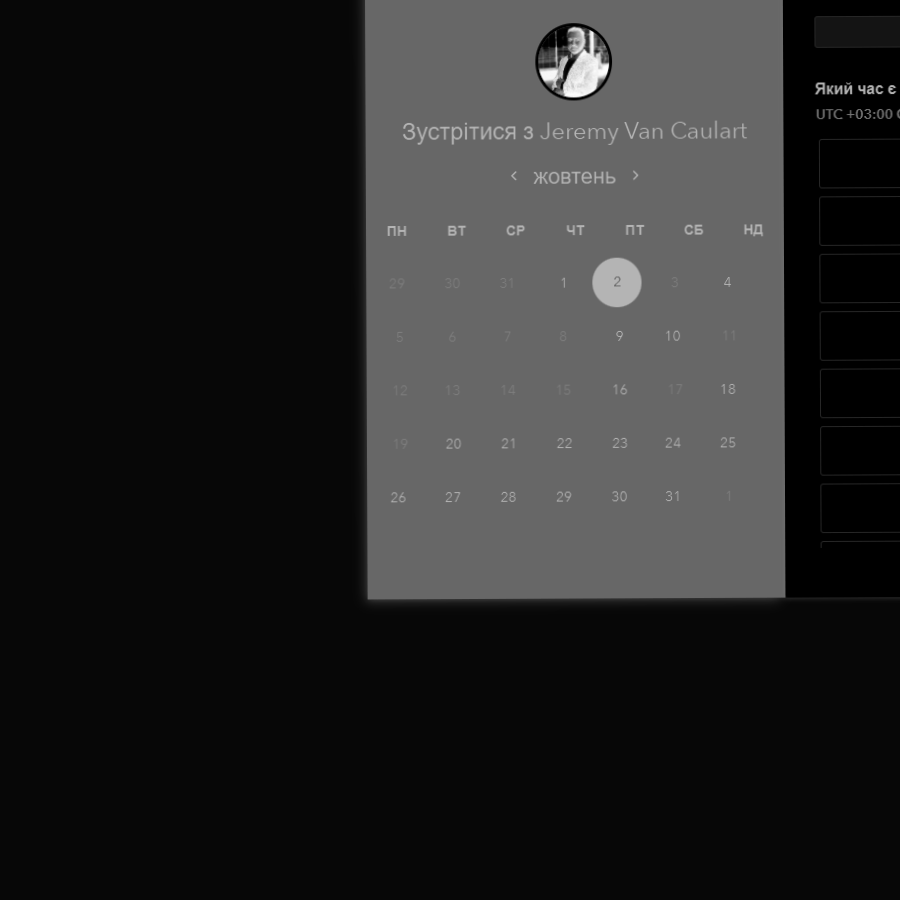 Зустрітися з Jeremy Van Caulart
< жовтень >
ПН ВТ СР ЧТ ПТ СБ НД
29 30 31 1 2 3 4
5 6 7 8 9 10 11
12 13 14 15 16 17 18
19 20 21 22 23 24 25
26 27 28 29 30 31 1
Який час є
UTC +03:00